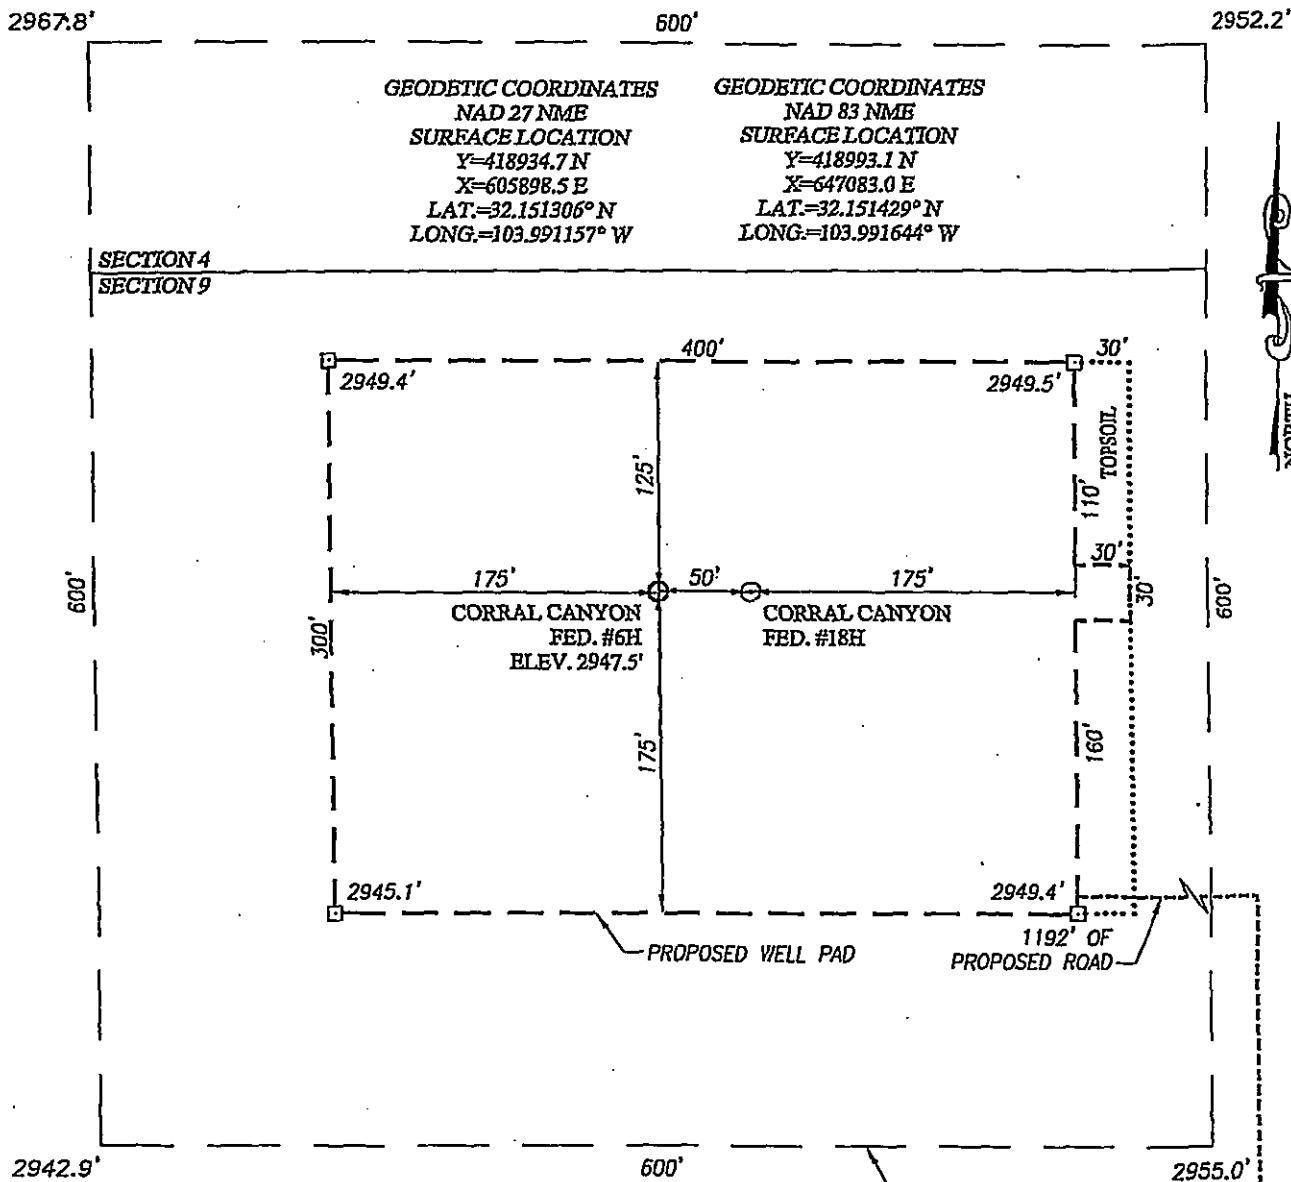 2967.8'
600'
2952.2'
GEODETIC COORDINATES
NAD 27 NME
SURFACE LOCATION
Y=418934.7 N
X=605898.5 E
LAT.=32.151306° N
LONG.=103.991157° W
GEODETIC COORDINATES
NAD 83 NME
SURFACE LOCATION
Y=418993.1 N
X=647083.0 E
LAT.=32.151429° N
LONG.=103.991644° W
SECTION 4
SECTION 9
NORTH
400'
30'
2949.4'
2949.5'
TOPSOIL
125'
110'
30'
175'
50'
175'
30'
600'
300'
600'
CORRAL CANYON
FED. #6H
ELEV. 2947.5'
CORRAL CANYON
FED. #18H
175'
160'
2945.1'
2949.4'
PROPOSED WELL PAD
1192' OF
PROPOSED ROAD
2942.9'
600'
2955.0'